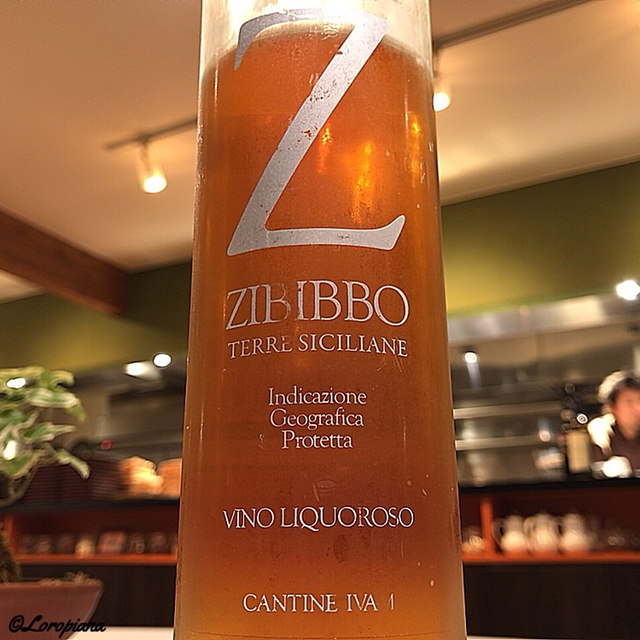 Z
ZIBIBBO
TERRE SICILIANE
Indicazione
Geografica
Protetta
VINO LIQUOROSO
CANTINE
©Loropiana